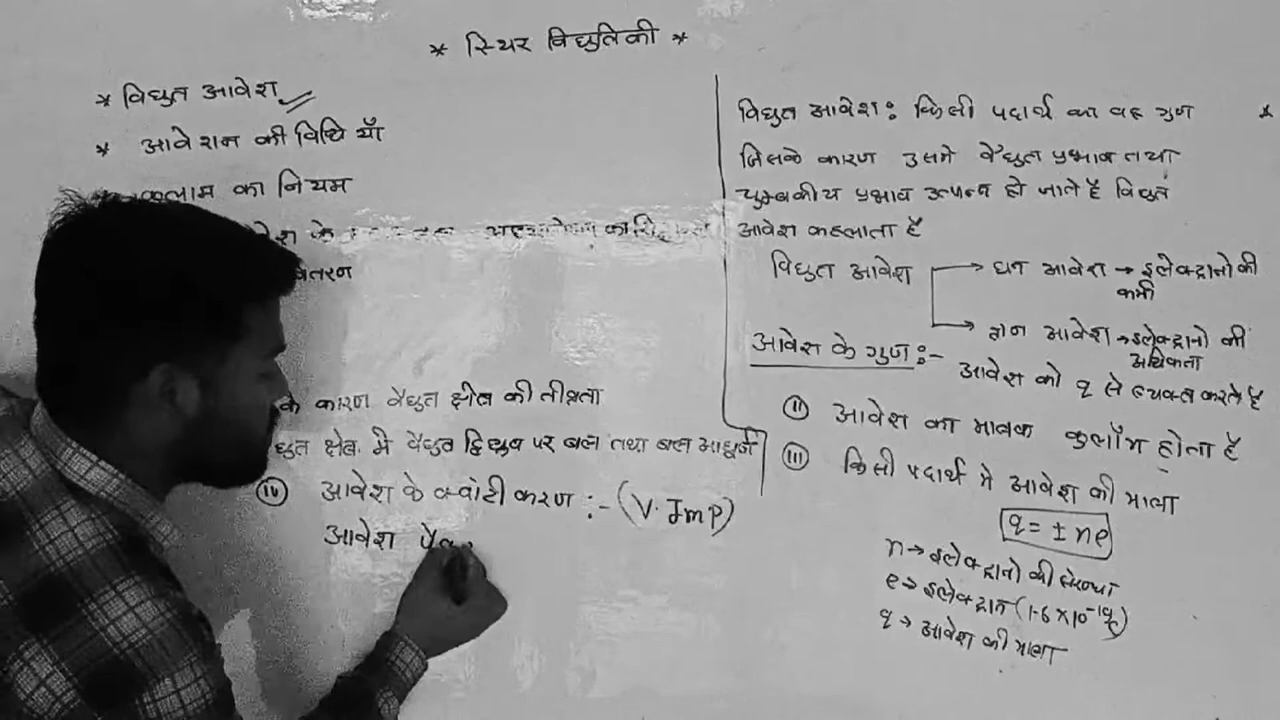 * स्थिर विद्युतिकी *
* विद्युत आवेश
* आवेशन की विधि याँ
कूलाम का नियम
वितरण
के कारण वैद्युत क्षेत्र की तीव्रता
द्युत क्षेत्र में वैद्युत द्विध्रुव पर बल तथा बल आघूर्ण
(IV) आवेश के क्वांटी करण :- (V. Imp)
आवेश
विद्युत आवेश : किसी पदार्थ का वह गुण *
जिसके कारण उसमे वैद्युत प्रभाव तथा
चुम्बकीय प्रभाव उत्पन्न हो जाते है विद्युत
आवेश कहलाता है
विद्युत आवेश → धन आवेश → इलेक्ट्रानो की
कमी
→ ऋन आवेश → इलेक्ट्रानो की
अधिकता
आवेश के गुण :- आवेश को q से व्यक्त करते है
(II) आवेश का मात्रक कुलॉम होता है
(III) किसी पदार्थ मे आवेश की मात्रा
q = ± ne
n → इलेक्ट्रानो की संख्या
e → इलेक्ट्रान (1.6 × 10⁻¹⁹C)
q → आवेश की मात्रा